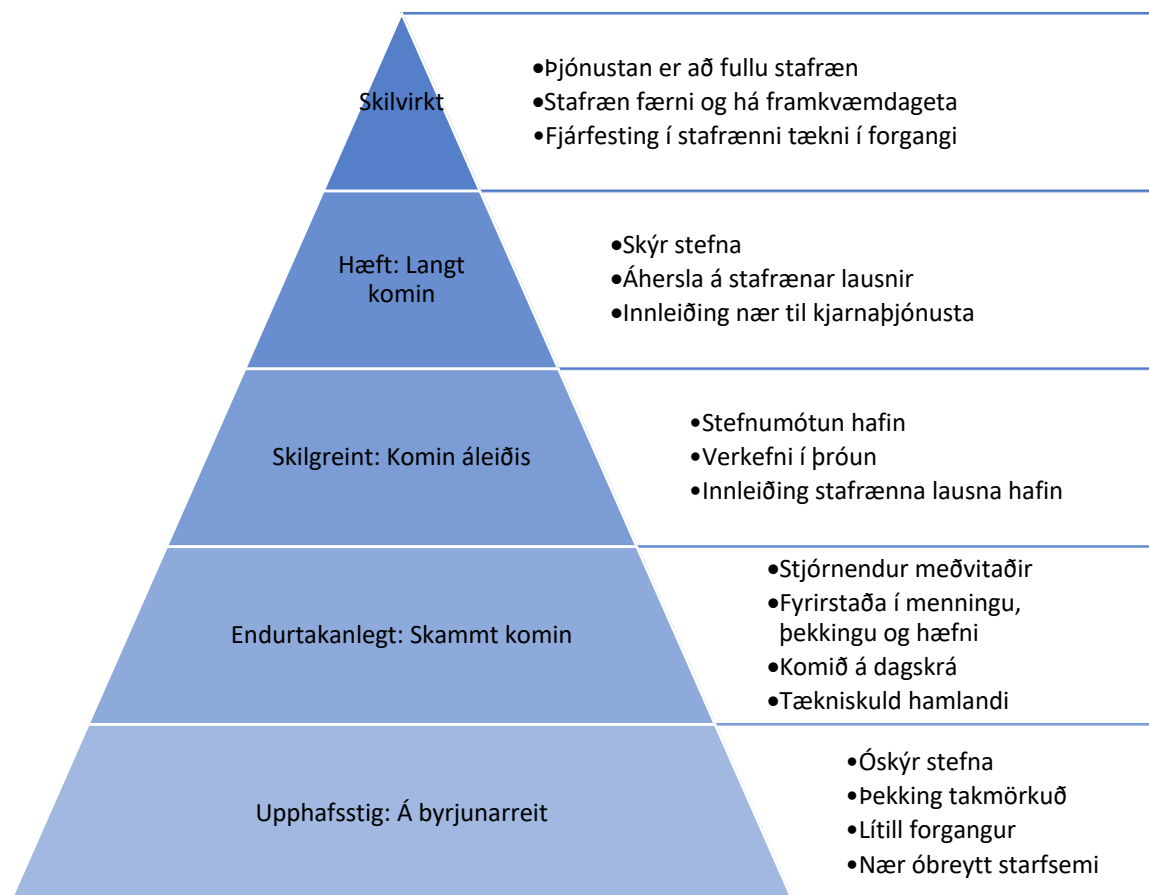 Skilvirkt
•Þjónustan er að fullu stafræn
•Stafræn færni og há framkvæmdageta
•Fjárfesting í stafrænni tækni í forgangi
Hæft: Langt
komin
•Skýr stefna
•Áhersla á stafrænar lausnir
•Innleiðing nær til kjarnaþjónusta
Skilgreint: Komin áleiðis
•Stefnumótun hafin
•Verkefni í þróun
•Innleiðing stafrænna lausna hafin
Endurtakanlegt: Skammt komin
•Stjórnendur meðvitaðir
•Fyrirstaða í menningu,
þekkingu og hæfni
•Komið á dagskrá
•Tækniskuld hamlandi
Upphafsstig: Á byrjunarreit
•Óskýr stefna
•Þekking takmörkuð
•Lítill forgangur
•Nær óbreytt starfsemi